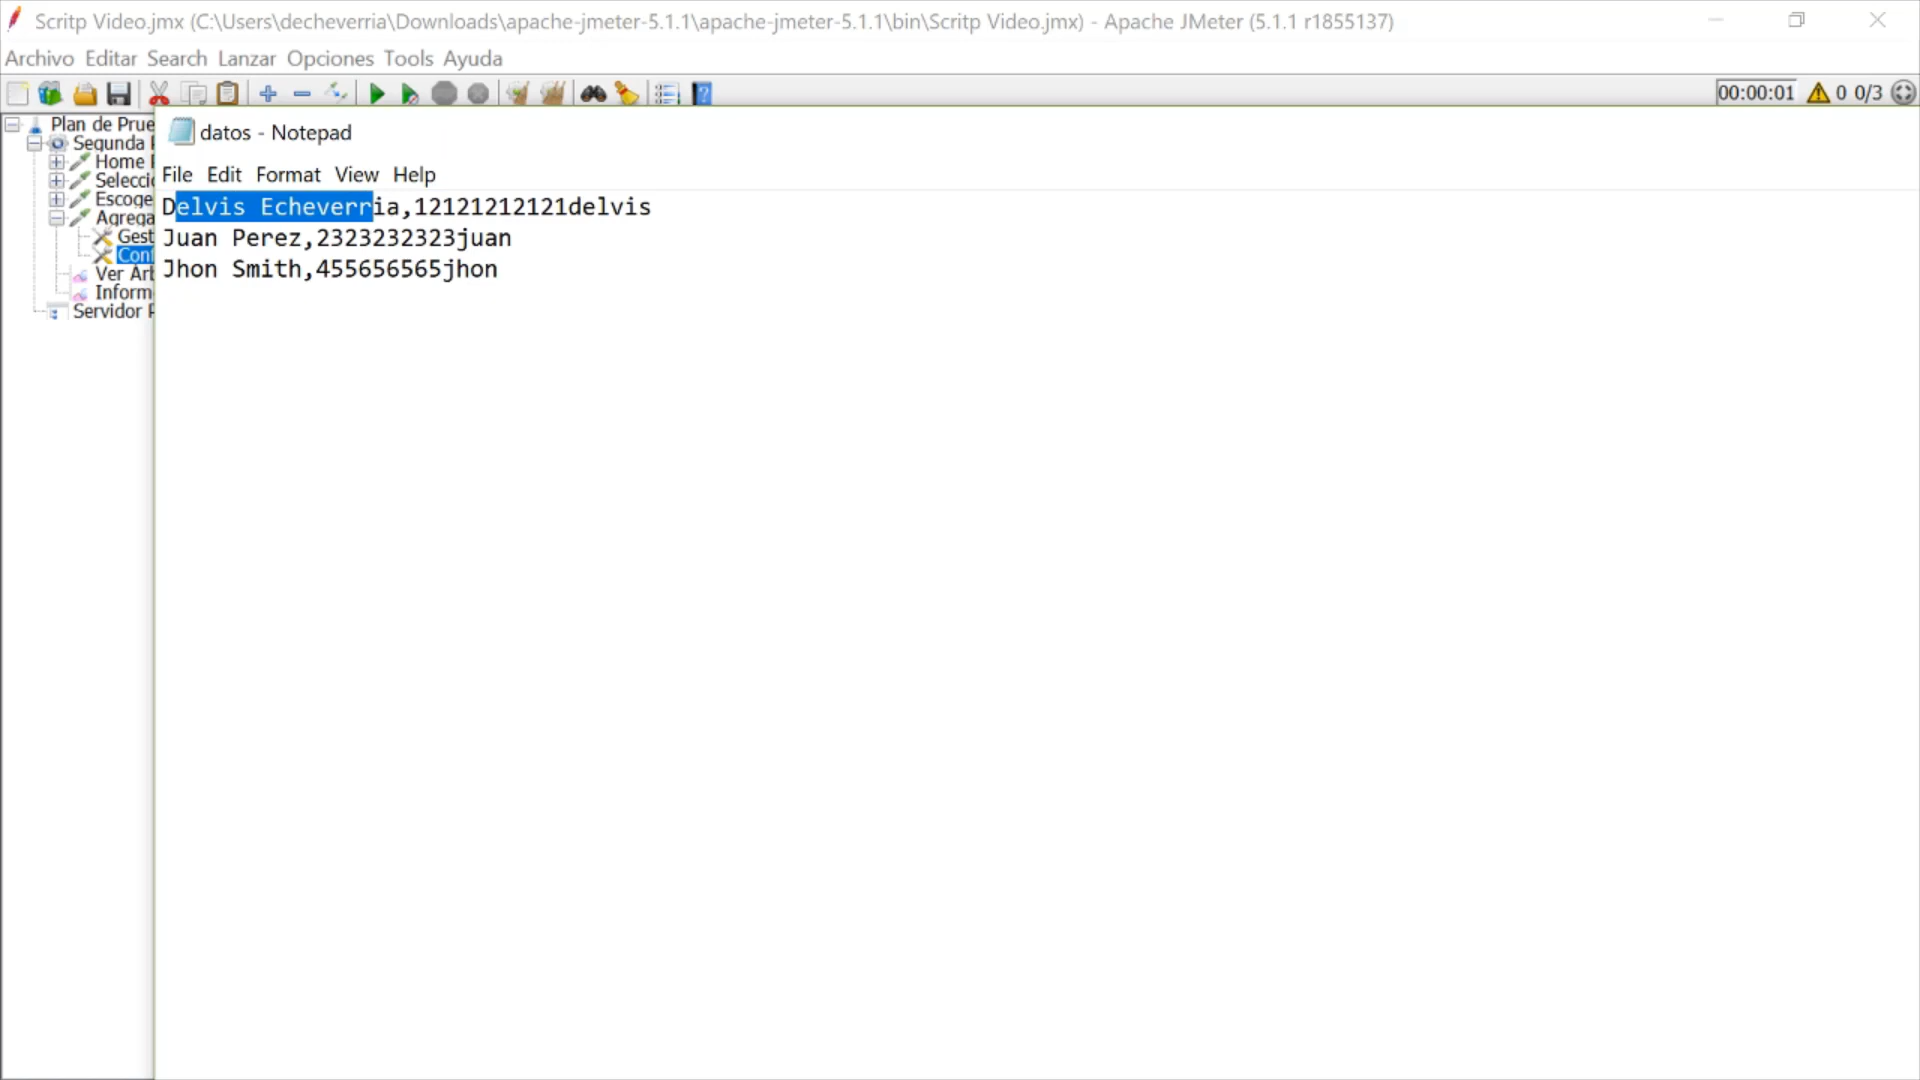 Scritp Video.jmx (C:\Users\decheverria\Downloads\apache-jmeter-5.1.1\apache-jmeter-5.1.1\bin\Scritp Video.jmx) - Apache JMeter (5.1.1 r1855137)
Archivo Editar Search Lanzar Opciones Tools Ayuda
00:00:01 0 0/3
Plan de Prue
Segunda
Home
Selecci
Escoge
Agrega
Gest
Conf
Ver Arb
Inform
Servidor
datos - Notepad
File Edit Format View Help
Delvis Echeverria,12121212121delvis
Juan Perez,2323232323juan
Jhon Smith,455656565jhon